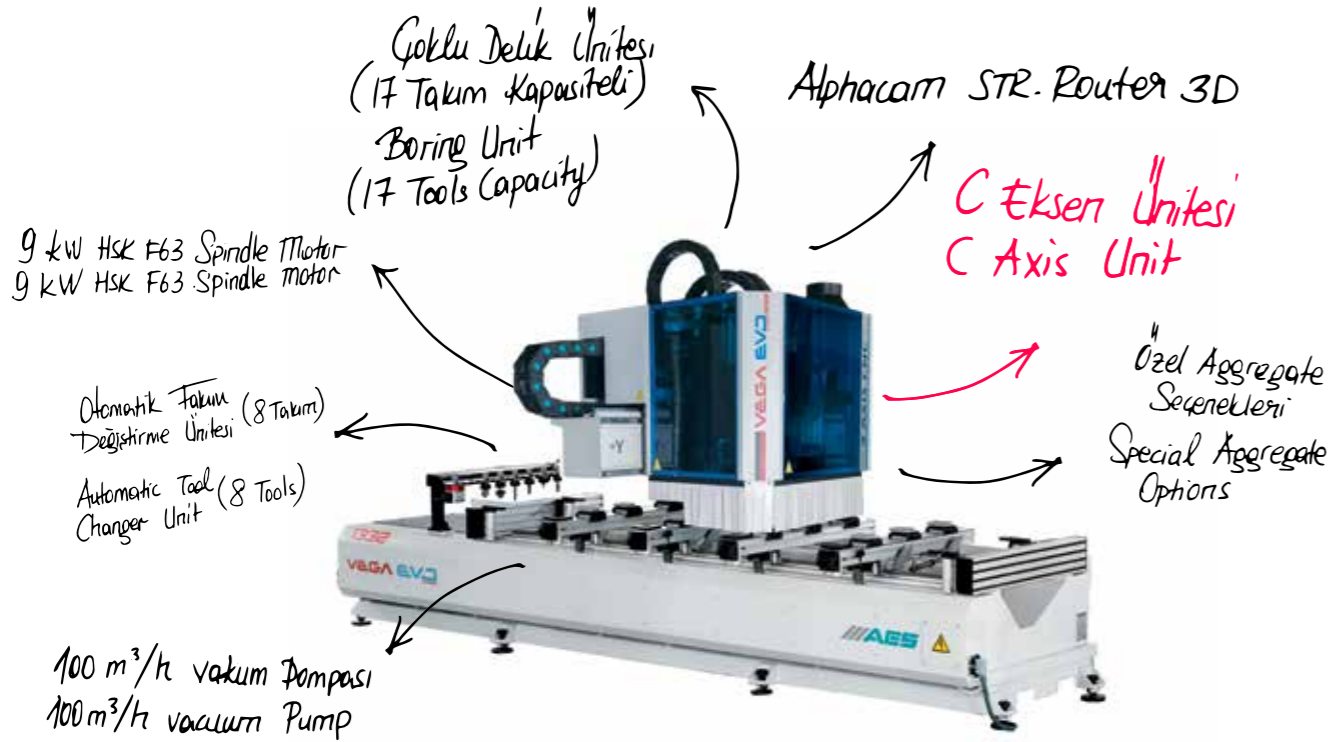 Çoklu Delik Ünitesi
(17 Takım Kapasiteli)
Boring Unit
(17 Tools Capacity)
Alphacam STR. Router 3D
C Eksen Ünitesi
C Axis Unit
9 kW HSK F63 Spindle Motor
9 kW HSK F63 Spindle motor
Özel Aggregate
Seçenekleri
Special Aggregate
Options
Otomatik Takım (8 Takım)
Değiştirme Ünitesi
Automatic Tool (8 Tools)
Changer Unit
VEGA EVO
+Y
1332
VEGA EVO
AES
100 m³/h vakum Pompası
100 m³/h vacuum Pump